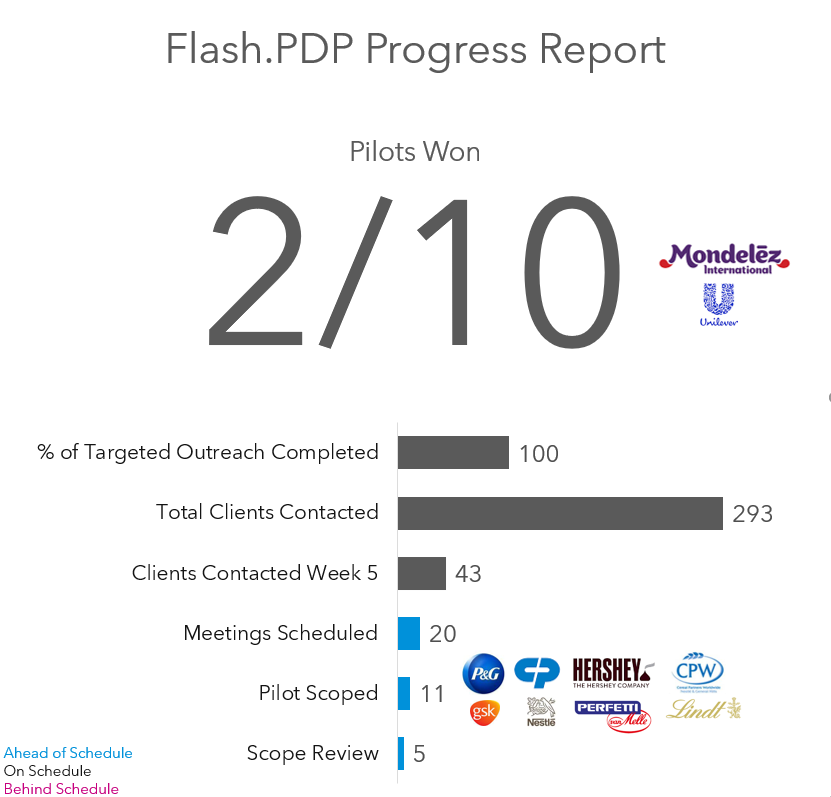 Flash.PDP Progress Report
Pilots Won
2/10
Mondelēz
International
Unilever
% of Targeted Outreach Completed 100
Total Clients Contacted 293
Clients Contacted Week 5 43
Meetings Scheduled 20
Pilot Scoped 11
P&G
CP
HERSHEY
THE HERSHEY COMPANY
CPW
gsk
Nestlé
PERFETTI
van Melle
Lindt
Scope Review 5
Ahead of Schedule
On Schedule
Behind Schedule